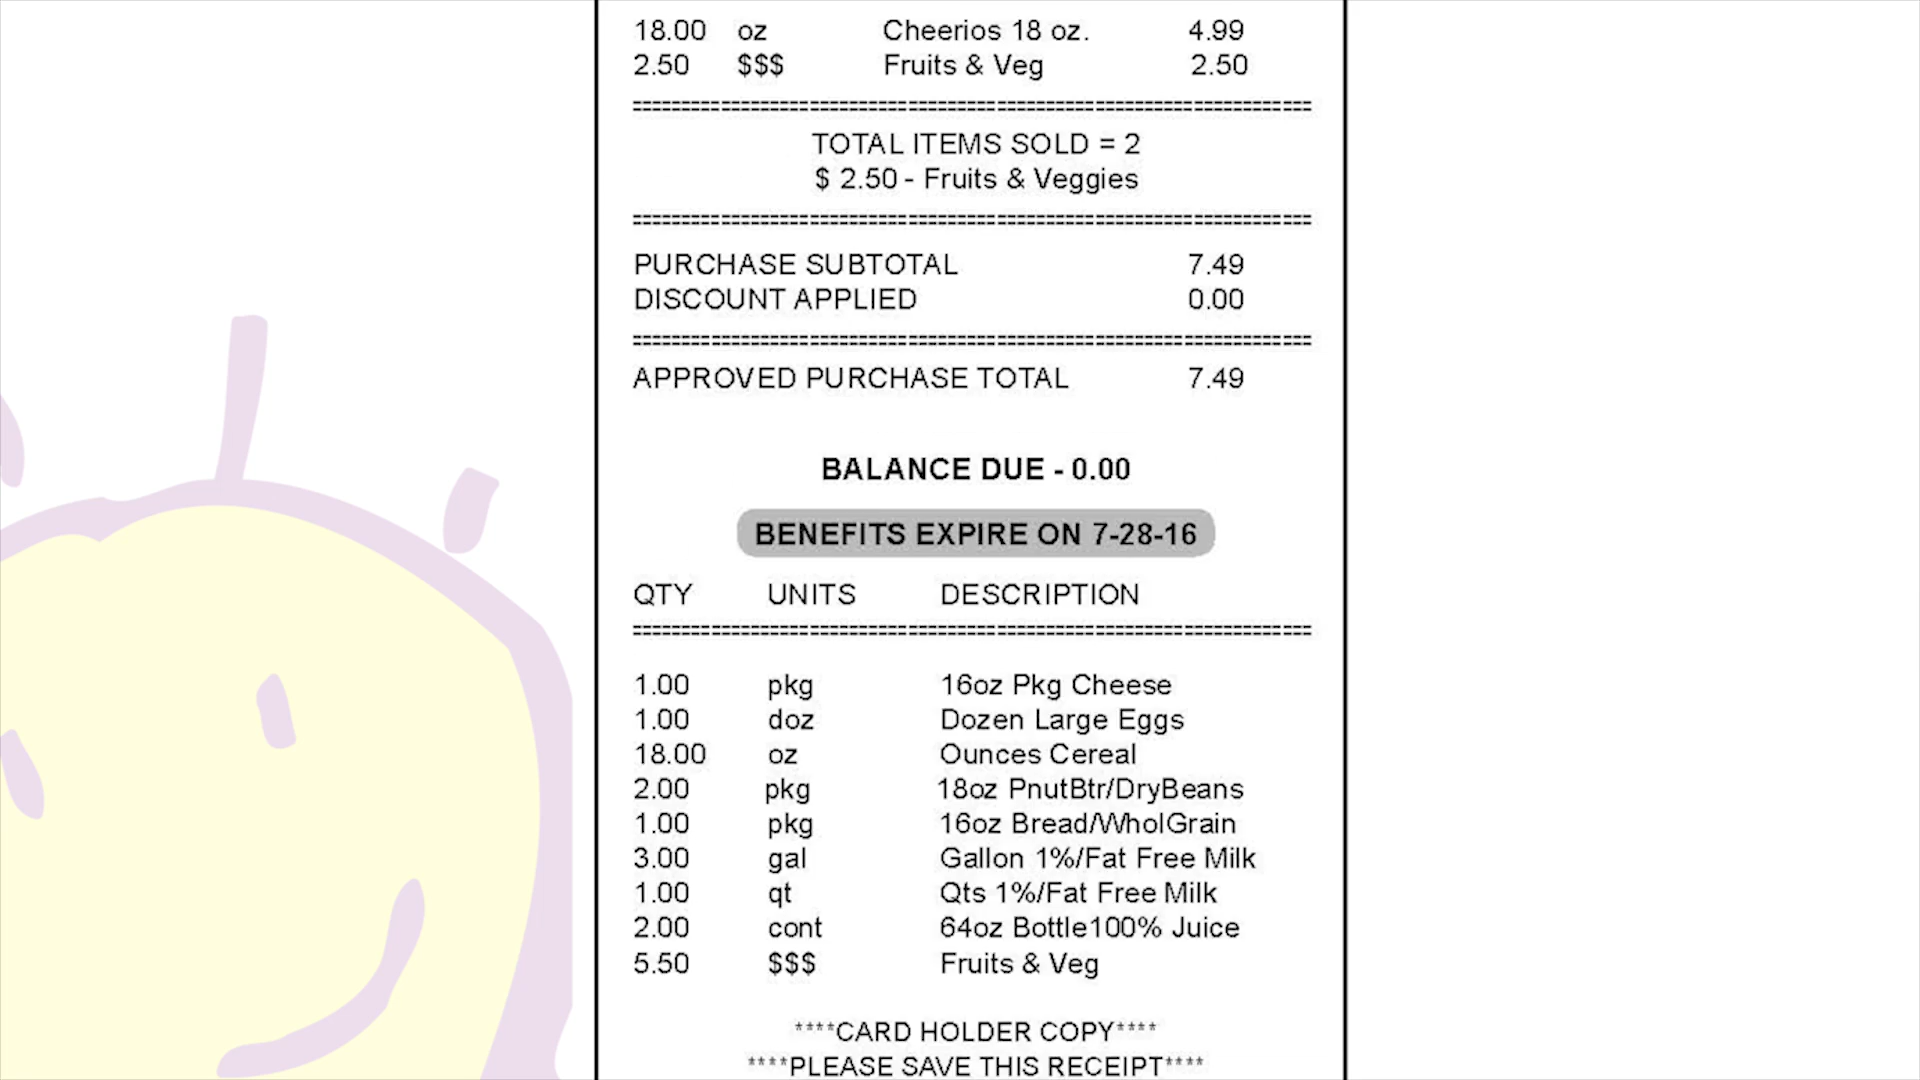 18.00 oz Cheerios 18 oz. 4.99
2.50 $$$ Fruits & Veg 2.50
=====================================================================
TOTAL ITEMS SOLD = 2
$ 2.50 - Fruits & Veggies
=====================================================================
PURCHASE SUBTOTAL 7.49
DISCOUNT APPLIED 0.00
=====================================================================
APPROVED PURCHASE TOTAL 7.49
BALANCE DUE - 0.00
BENEFITS EXPIRE ON 7-28-16
QTY UNITS DESCRIPTION
=====================================================================
1.00 pkg 16oz Pkg Cheese
1.00 doz Dozen Large Eggs
18.00 oz Ounces Cereal
2.00 pkg 18oz PnutBtr/DryBeans
1.00 pkg 16oz Bread/WholGrain
3.00 gal Gallon 1%/Fat Free Milk
1.00 qt Qts 1%/Fat Free Milk
2.00 cont 64oz Bottle100% Juice
5.50 $$$ Fruits & Veg
****CARD HOLDER COPY****
****PLEASE SAVE THIS RECEIPT****